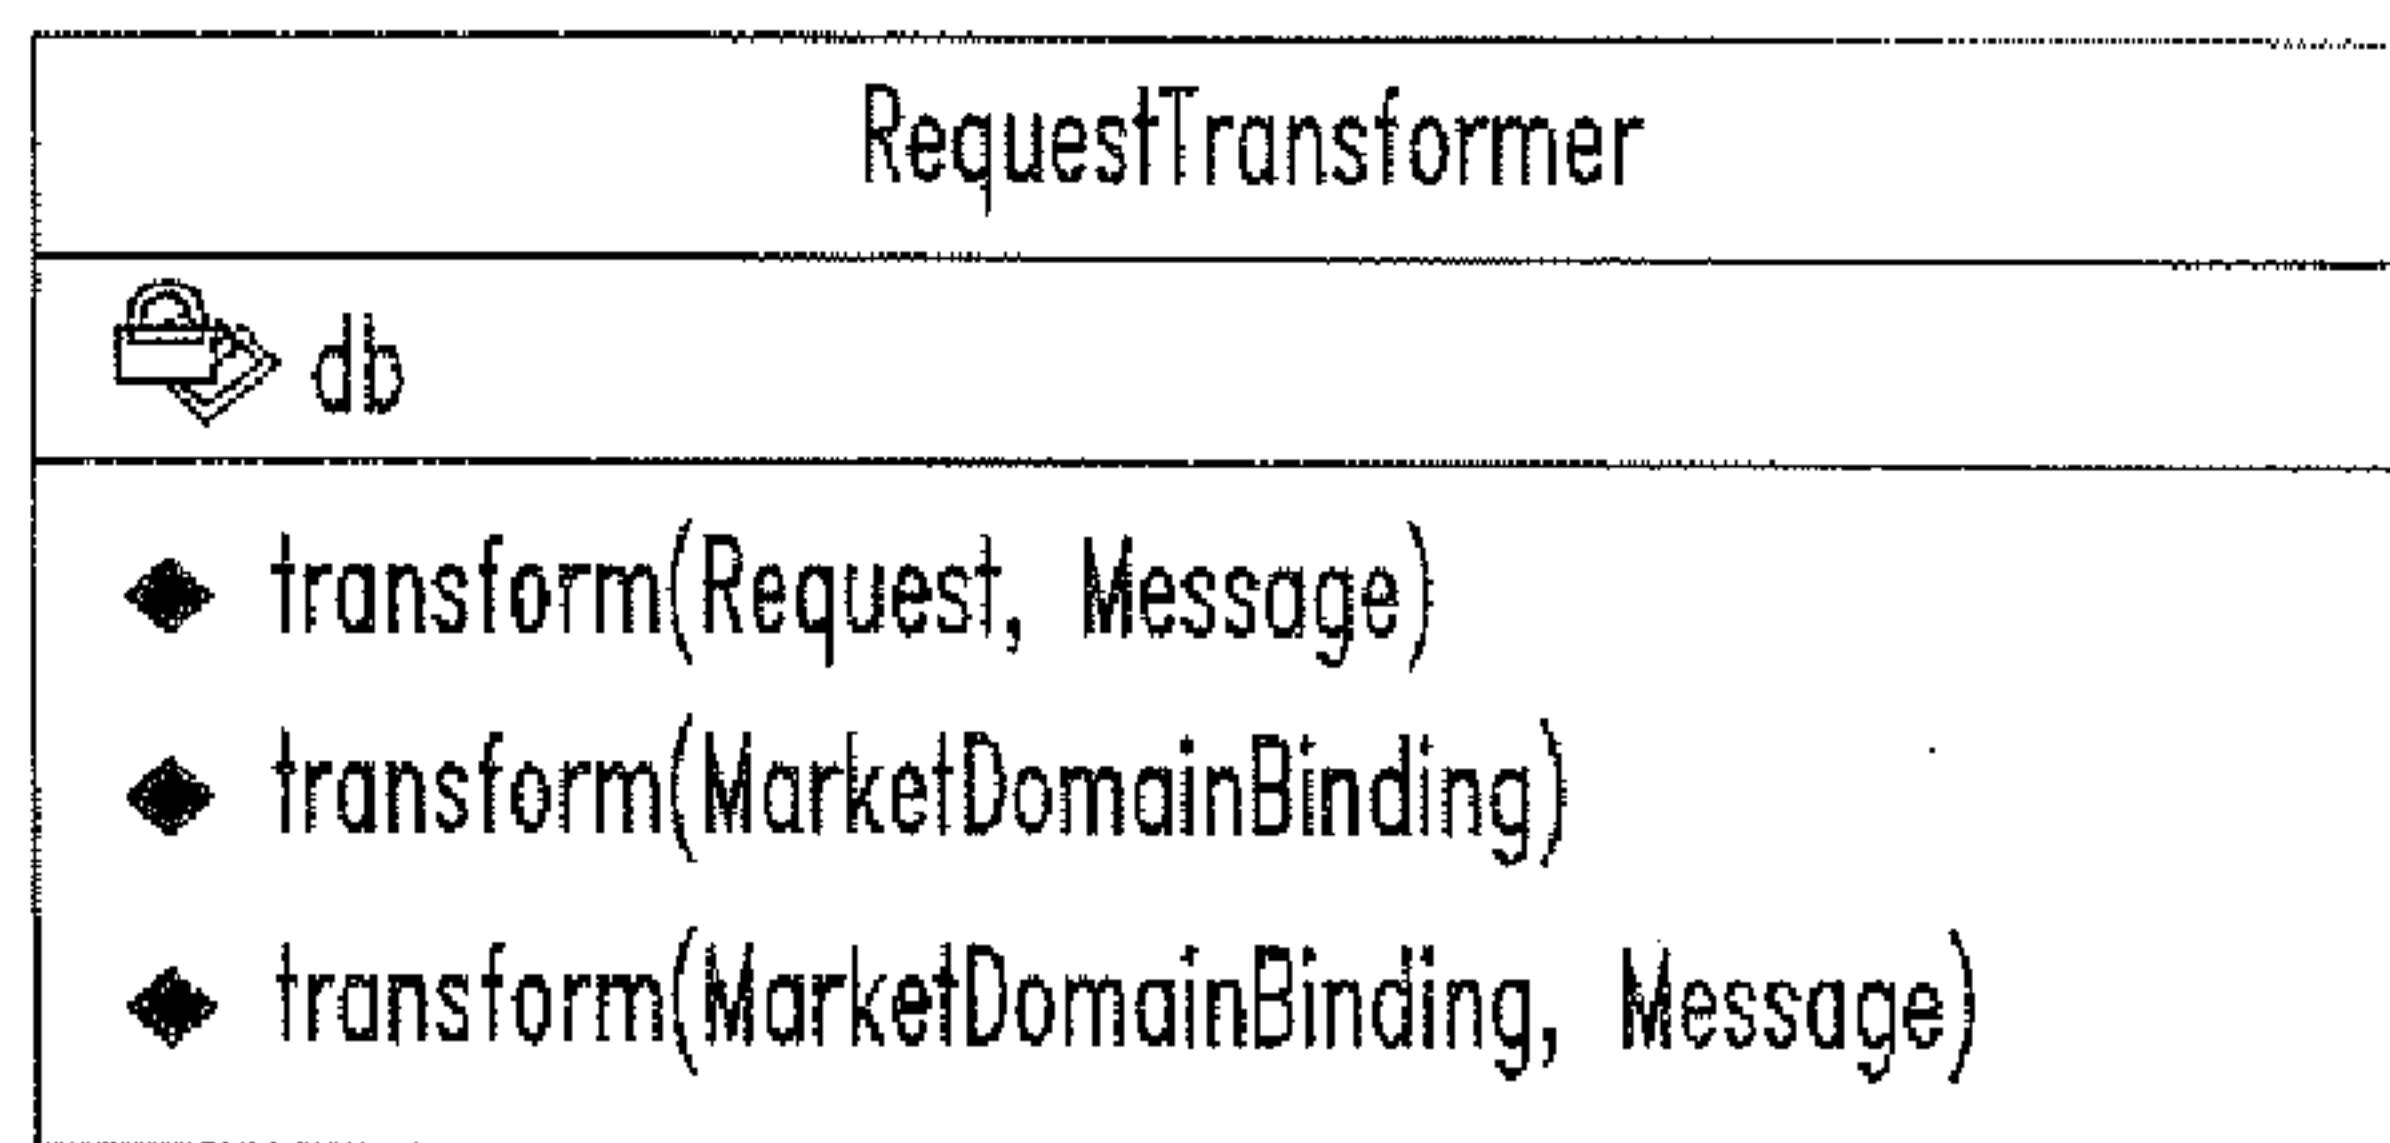 RequestTransformer
db
transform(Request, Message)
transform(MarketDomainBinding)
transform(MarketDomainBinding, Message)